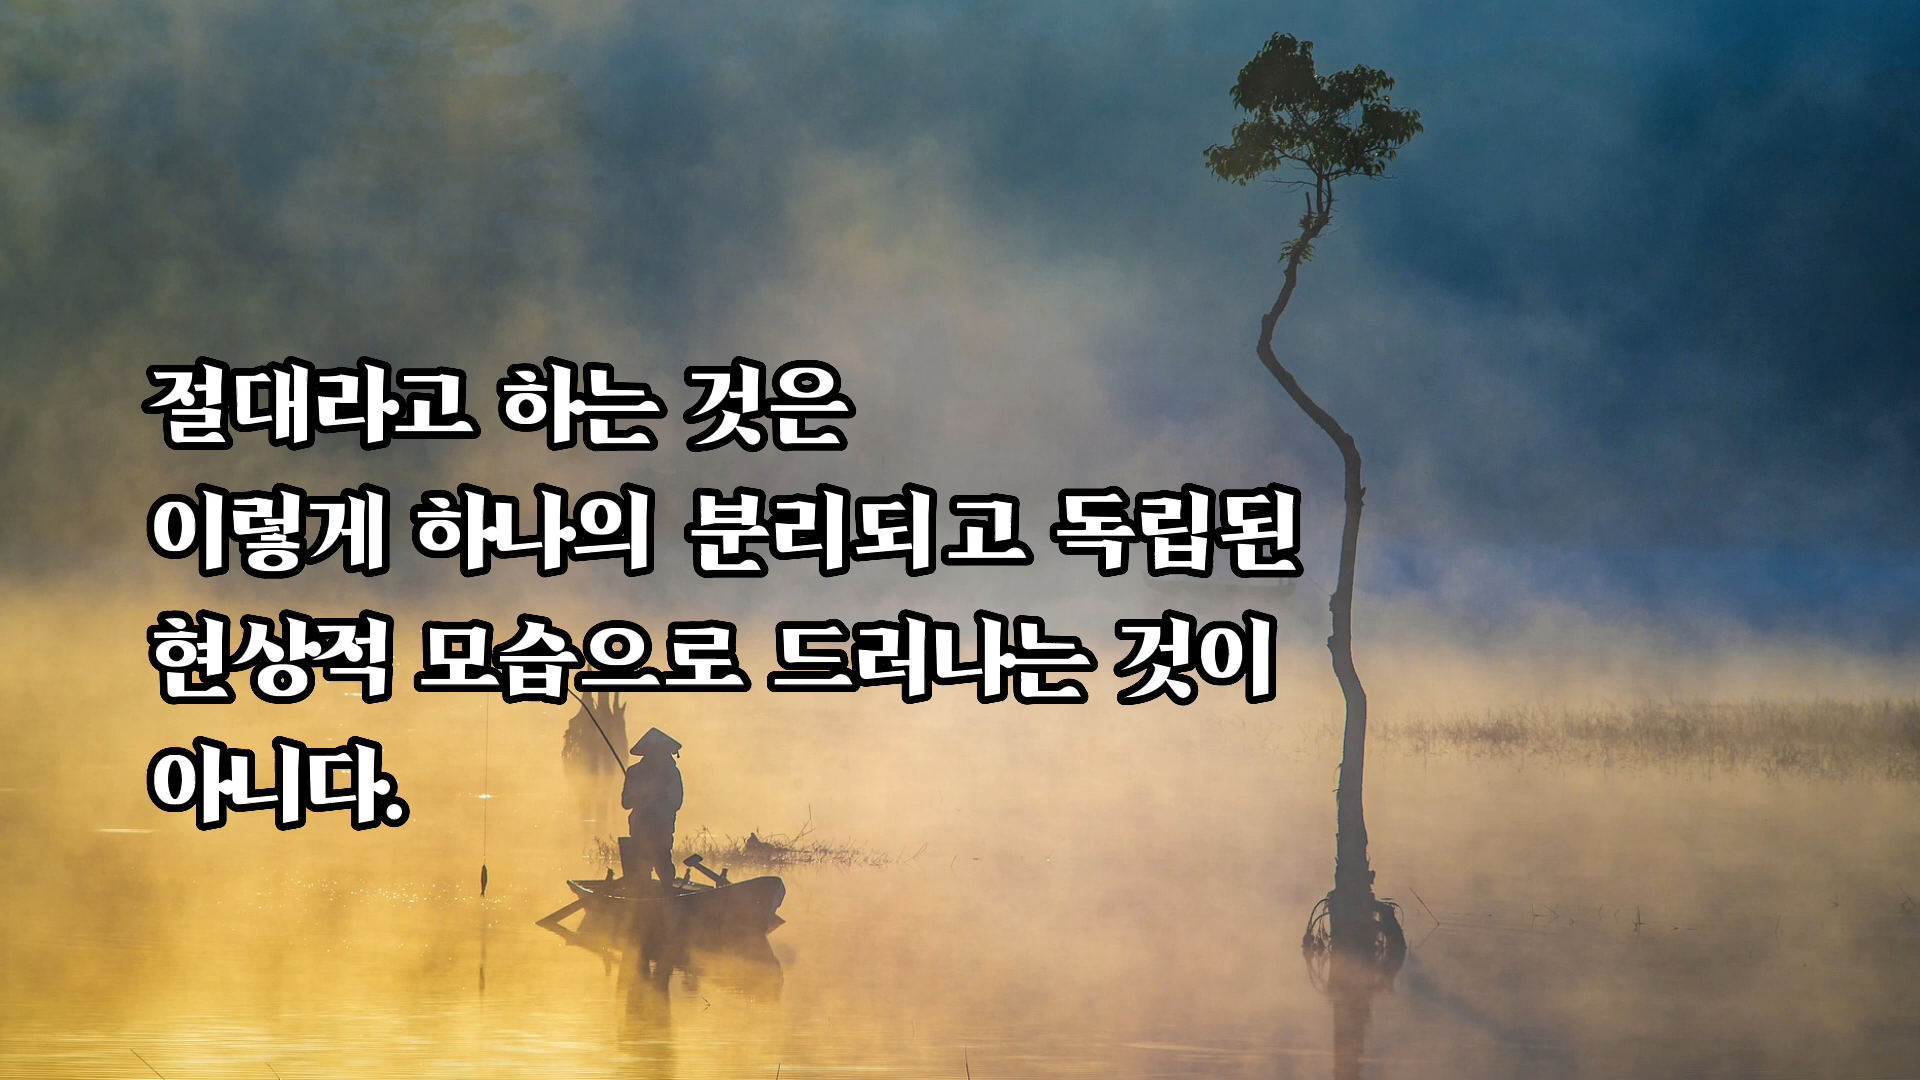 절대라고 하는 것은
이렇게 하나의 분리되고 독립된
현상적 모습으로 드러나는 것이
아니다.